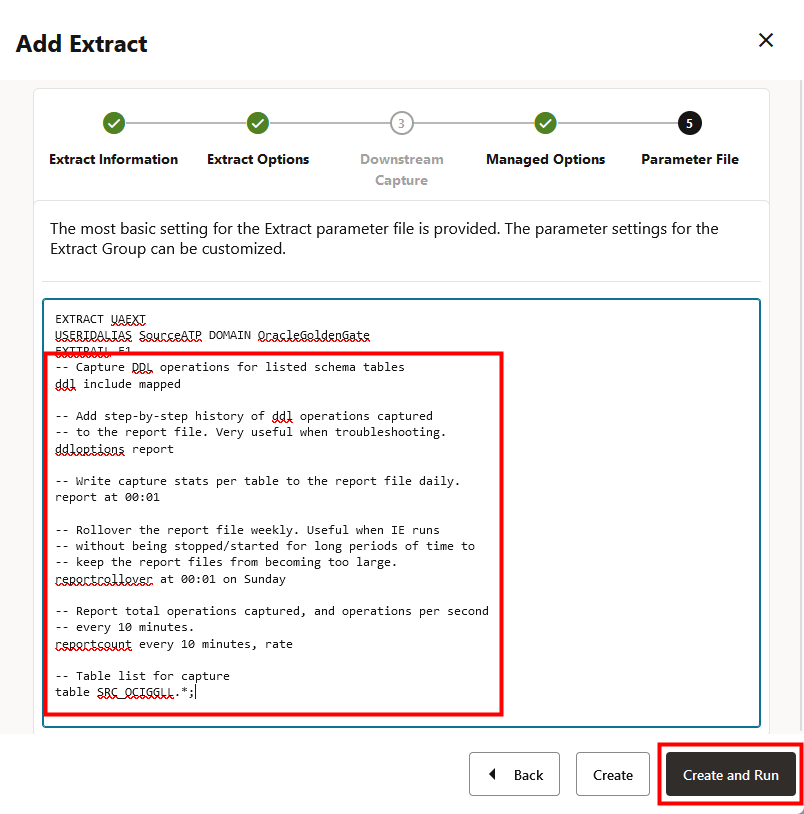 Add Extract
3
5
Extract Information
Extract Options
Downstream
Capture
Managed Options
Parameter File
The most basic setting for the Extract parameter file is provided. The parameter settings for the
Extract Group can be customized.
EXTRACT UAEXT
USERIDALIAS SourceATP DOMAIN OracleGoldenGate
EXTTRAIL E1
-- Capture DDL operations for listed schema tables
ddl include mapped
-- Add step-by-step history of ddl operations captured
-- to the report file. Very useful when troubleshooting.
ddloptions report
-- Write capture stats per table to the report file daily.
report at 00:01
-- Rollover the report file weekly. Useful when IE runs
-- without being stopped/started for long periods of time to
-- keep the report files from becoming too large.
reportrollover at 00:01 on Sunday
-- Report total operations captured, and operations per second
-- every 10 minutes.
reportcount every 10 minutes, rate
-- Table list for capture
table SRC_OCIGGLL.*;
Back
Create
Create and Run